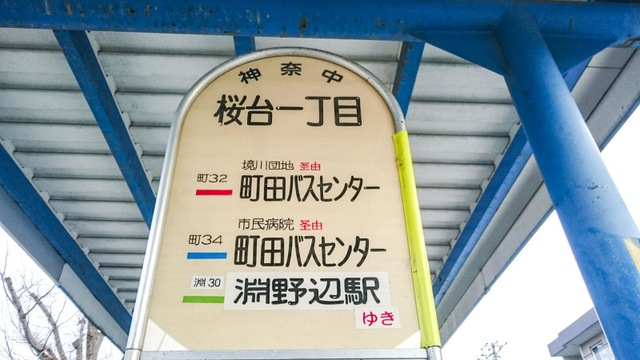 神奈中
桜台一丁目
境川団地 経由
町32 町田バスセンター
市民病院 経由
町34 町田バスセンター
淵30 淵野辺駅
ゆき